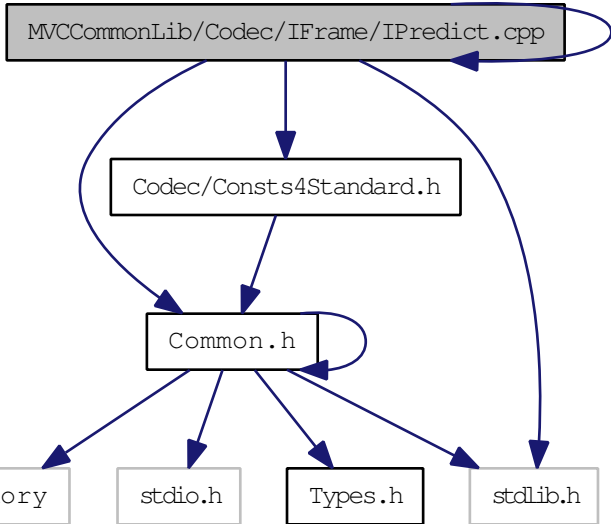 MVCCommonLib/Codec/IFrame/IPredict.cpp
Codec/Consts4Standard.h
Common.h
ory
stdio.h
Types.h
stdlib.h